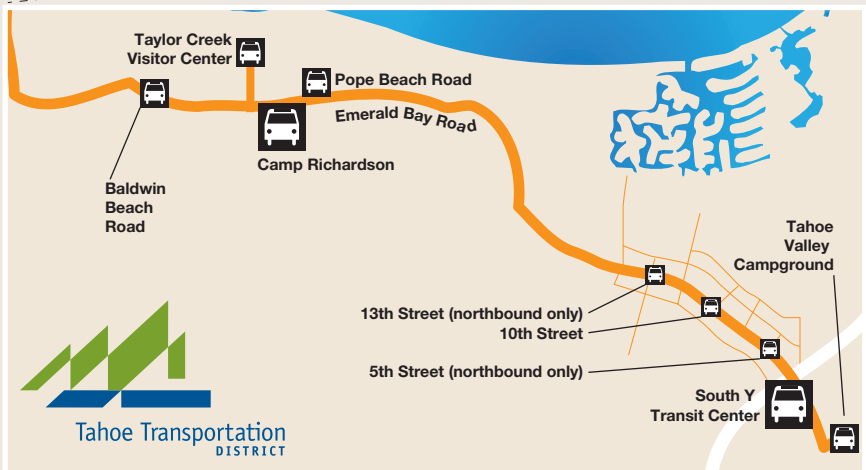 Taylor Creek
Visitor Center
Pope Beach Road
Emerald Bay Road
Camp Richardson
Baldwin
Beach
Road
Tahoe
Valley
Campground
13th Street (northbound only)
10th Street
5th Street (northbound only)
South Y
Transit Center
Tahoe Transportation
DISTRICT